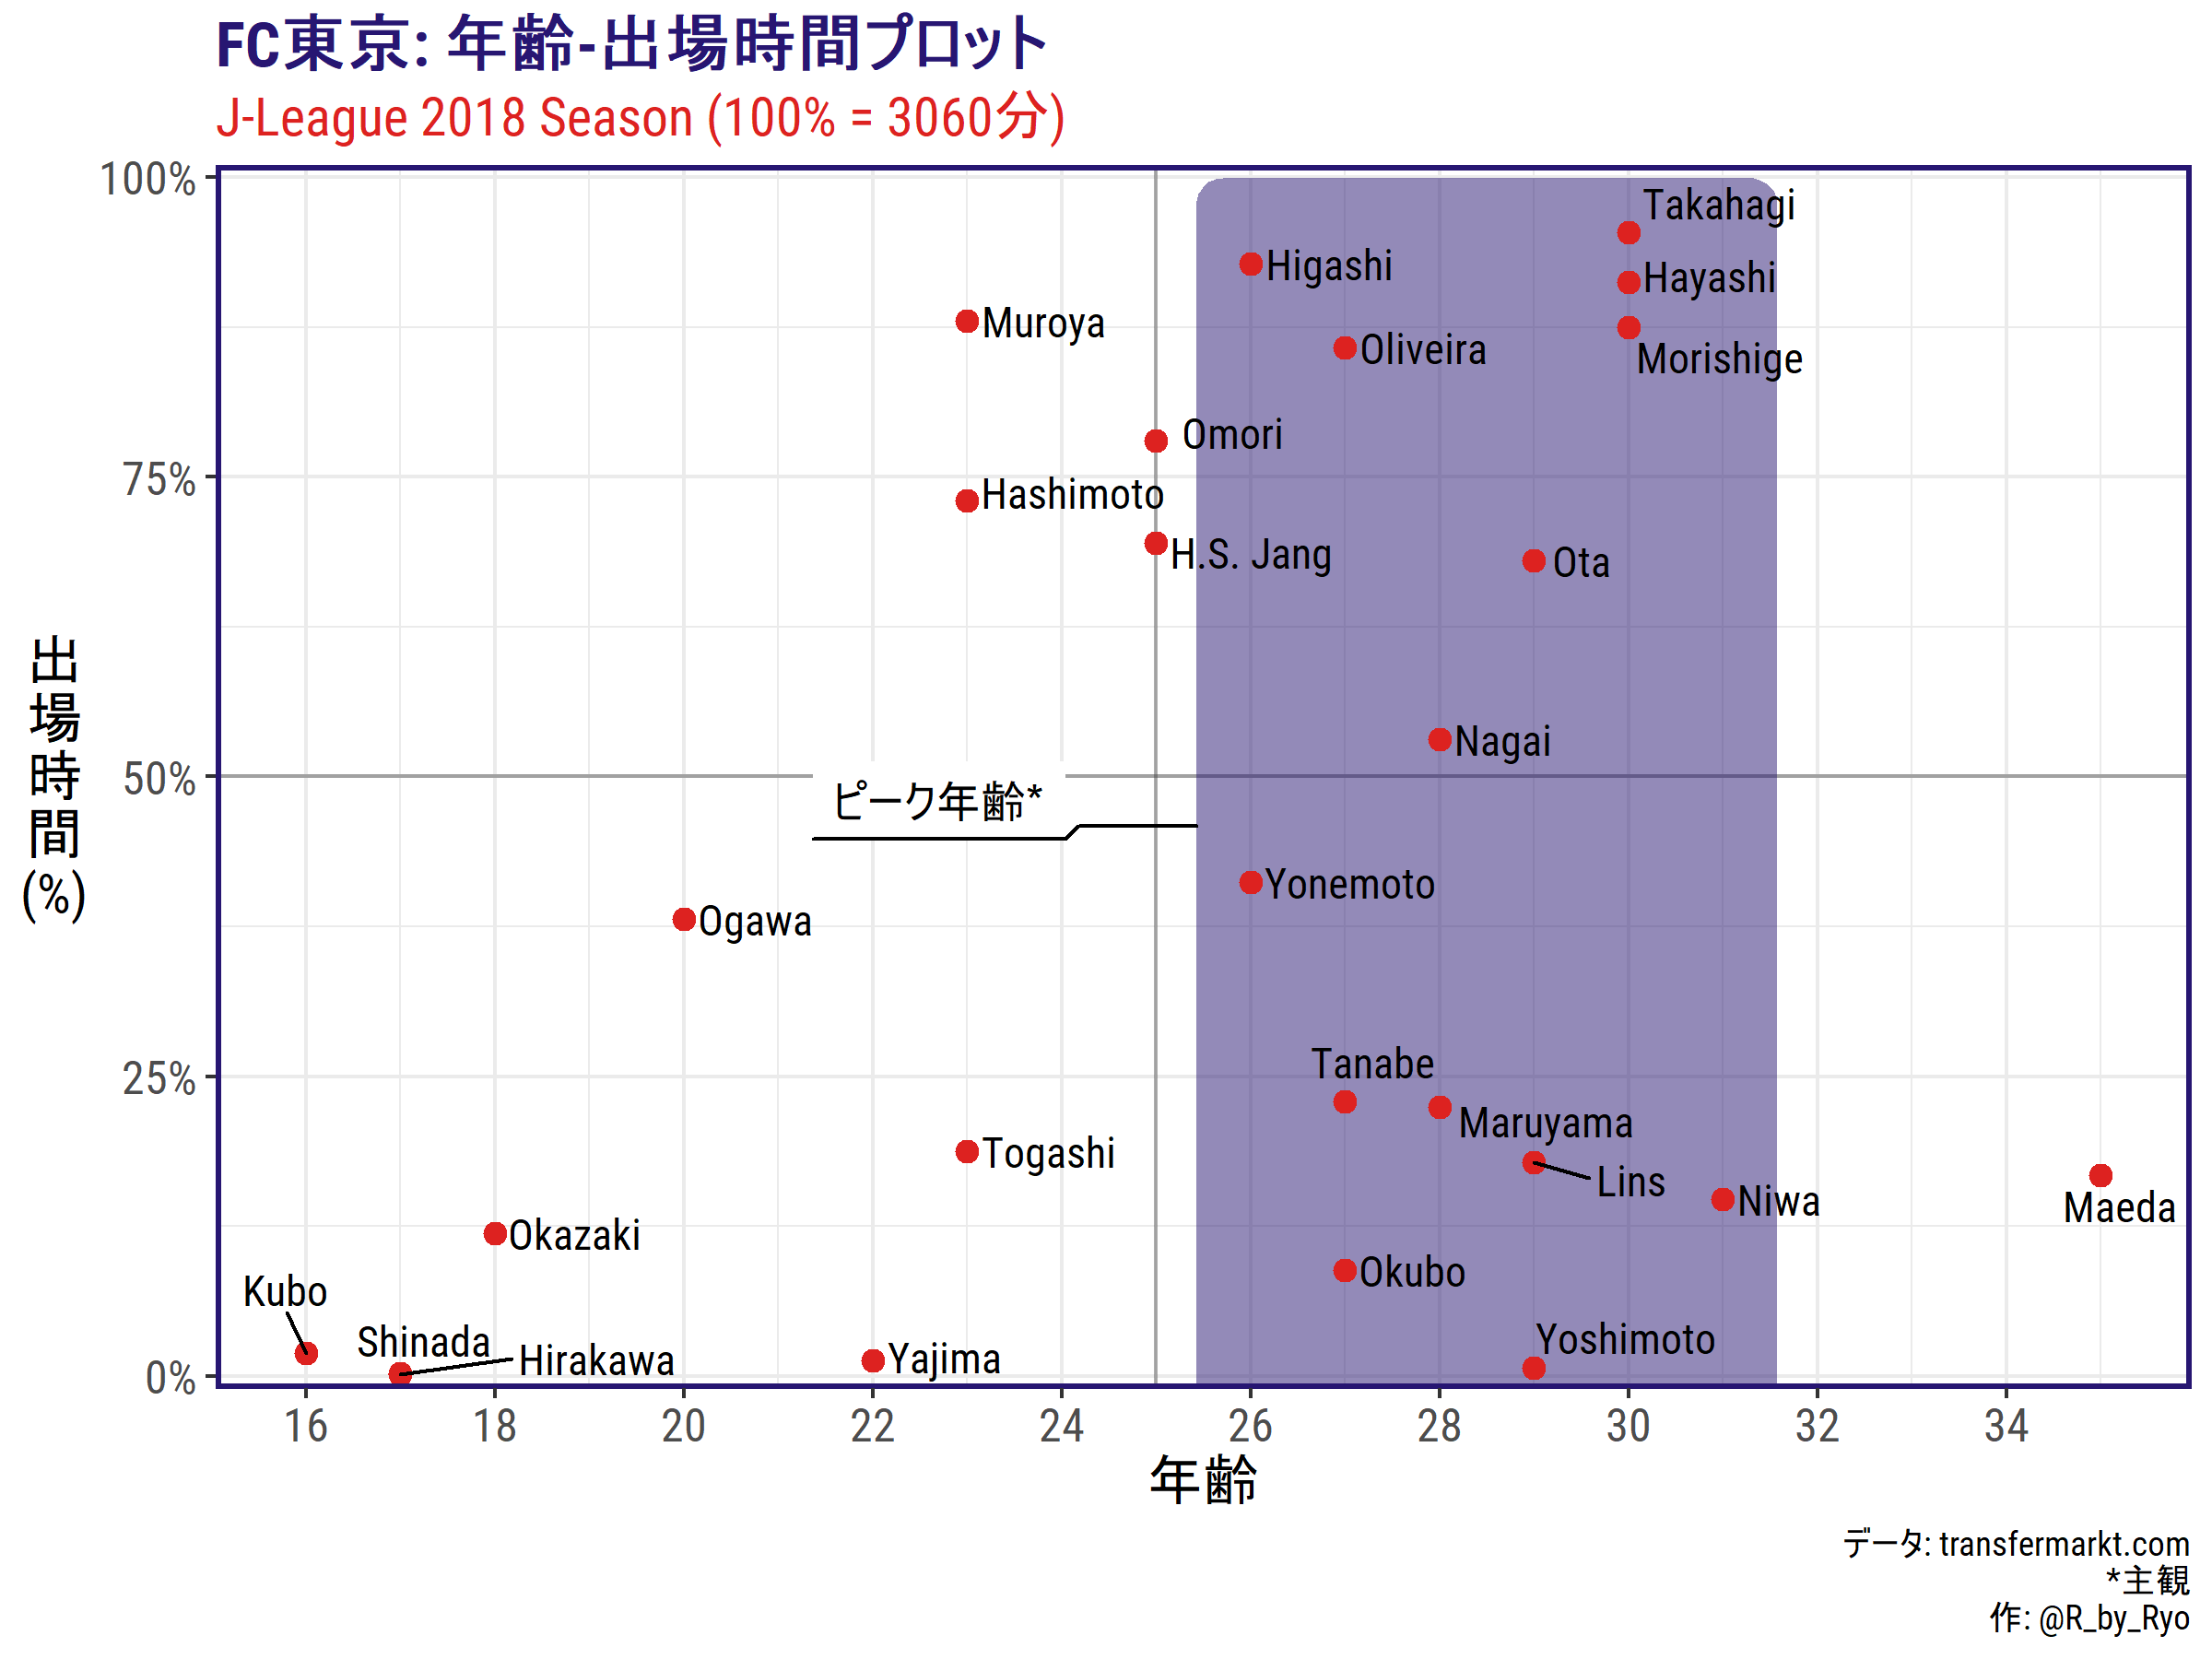 FC東京: 年齢-出場時間プロット
J-League 2018 Season (100% = 3060分)
出場時間(%)
100%
75%
50%
25%
0%
Takahagi
Higashi
Hayashi
Muroya
Oliveira
Morishige
Omori
Hashimoto
H.S. Jang
Ota
Nagai
ピーク年齢*
Yonemoto
Ogawa
Tanabe
Maruyama
Togashi
Lins
Niwa
Maeda
Okazaki
Okubo
Kubo
Shinada
Hirakawa
Yajima
Yoshimoto
16 18 20 22 24 26 28 30 32 34
年齢
データ: transfermarkt.com
*主観
作: @R_by_Ryo